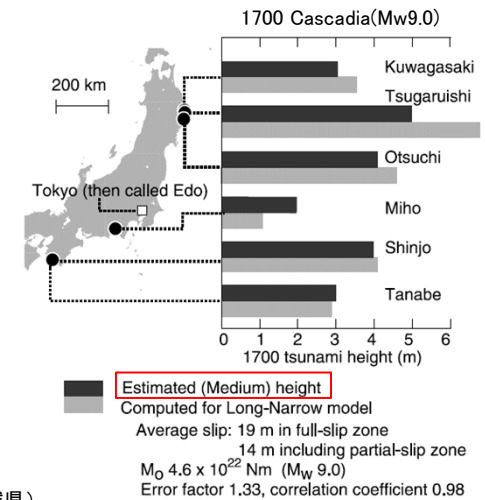 1700 Cascadia(Mw9.0)
200 km
Kuwagasaki
Tsugaruishi
Otsuchi
Tokyo (then called Edo)
Miho
Shinjo
Tanabe
0 1 2 3 4 5 6
1700 tsunami height (m)
Estimated (Medium) height
Computed for Long-Narrow model
Average slip: 19 m in full-slip zone
14 m including partial-slip zone
Mo 4.6 x 10²² Nm (Mw 9.0)
Error factor 1.33, correlation coefficient 0.98
県)